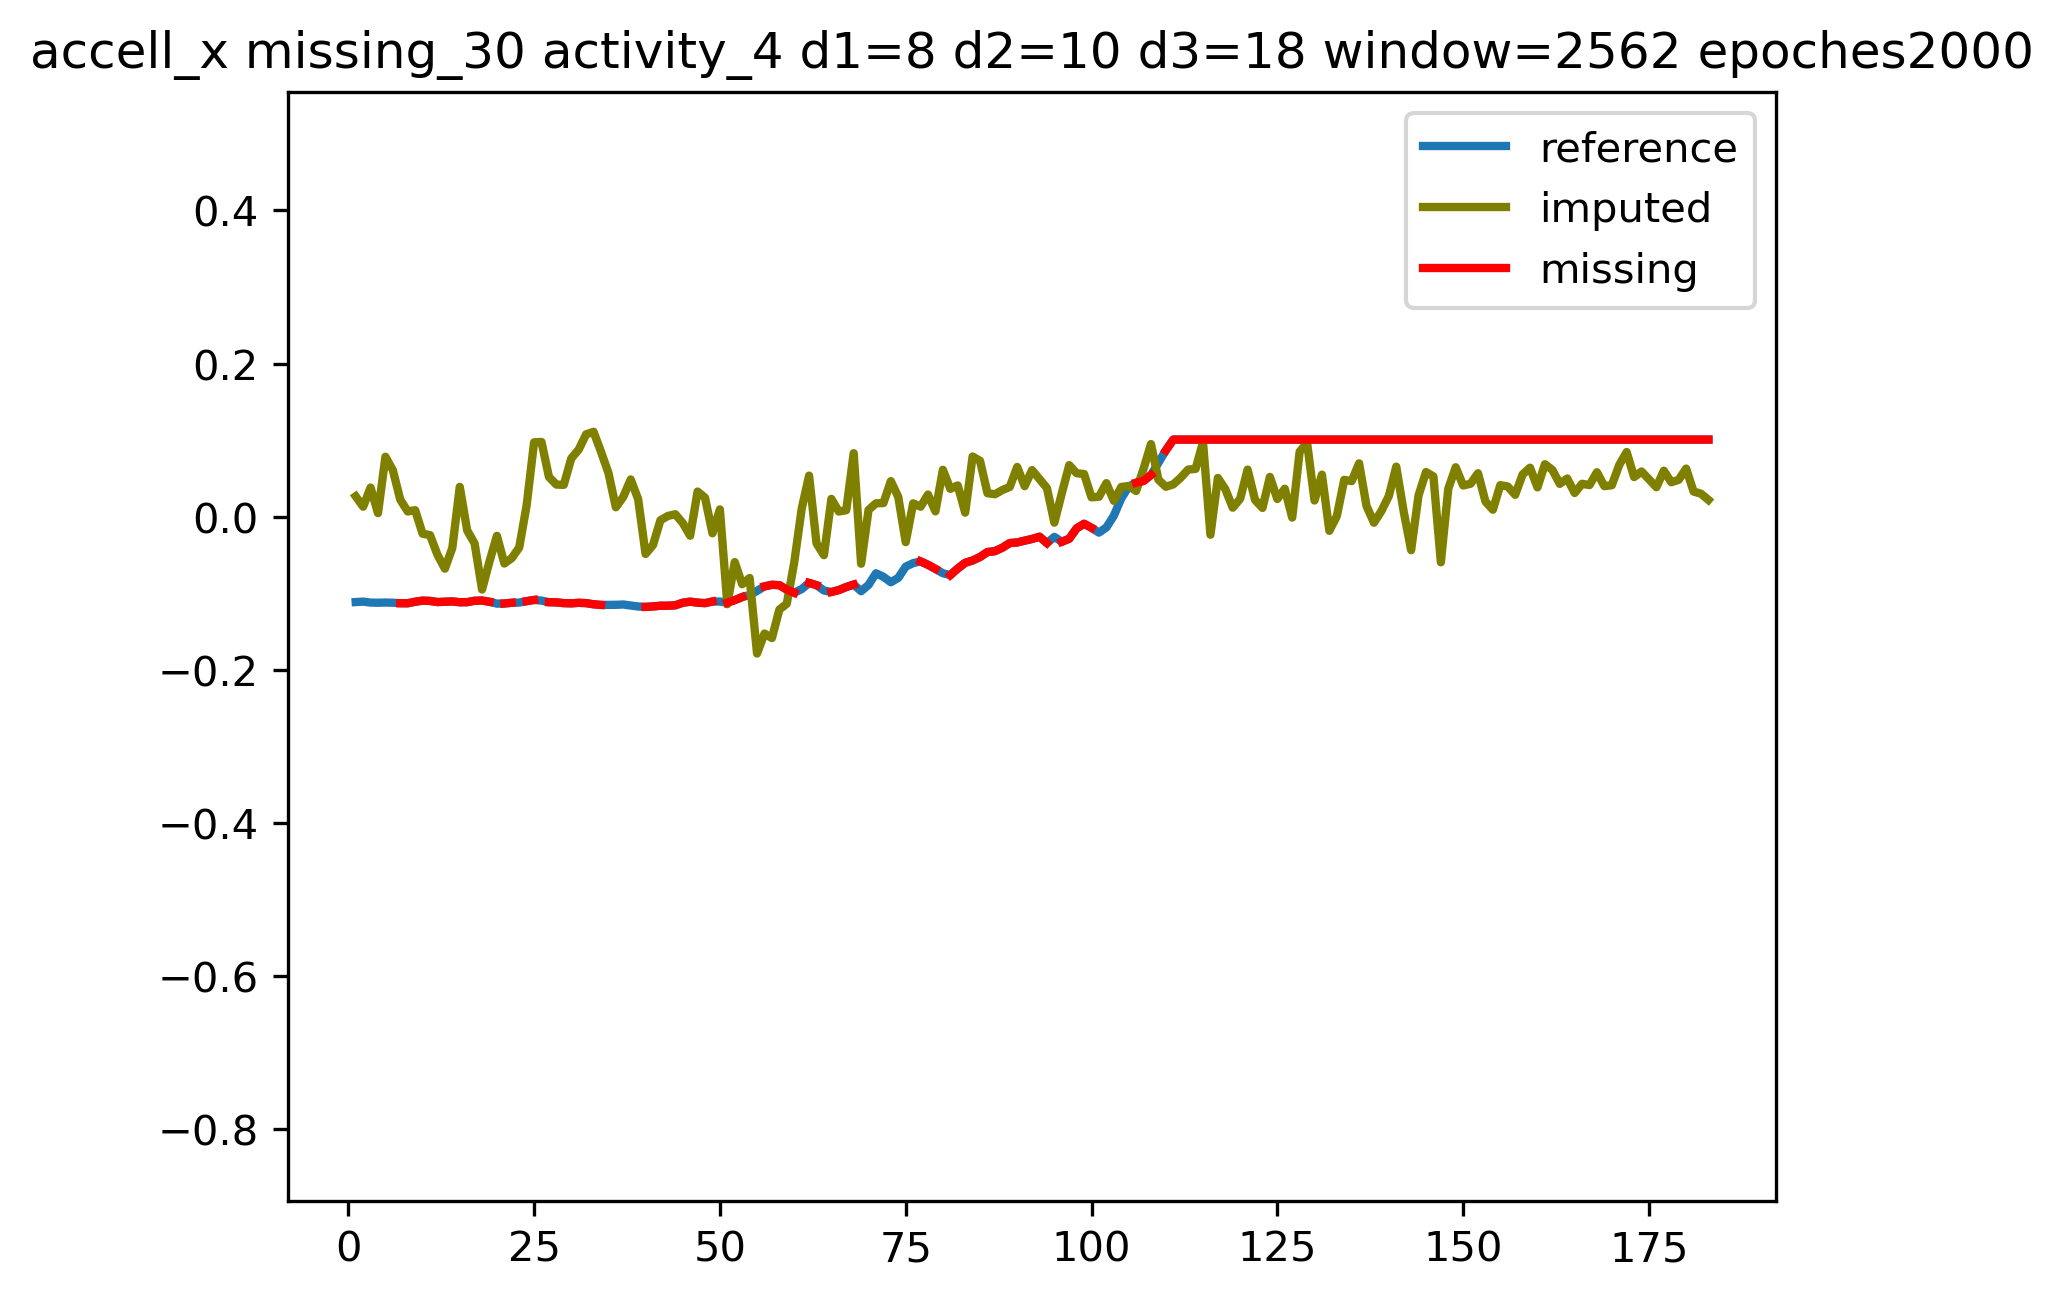 accell_x missing_30 activity_4 d1=8 d2=10 d3=18 window=2562 epoches2000
reference
imputed
missing
0.4
0.2
0.0
−0.2
−0.4
−0.6
−0.8
0 25 50 75 100 125 150 175